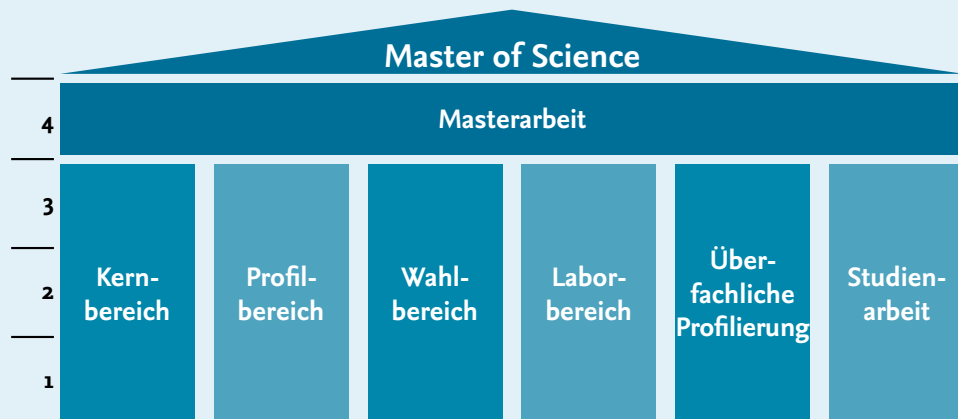 Master of Science
4
Masterarbeit
3
2
1
Kern-
bereich
Profil-
bereich
Wahl-
bereich
Labor-
bereich
Über-
fachliche
Profilierung
Studien-
arbeit